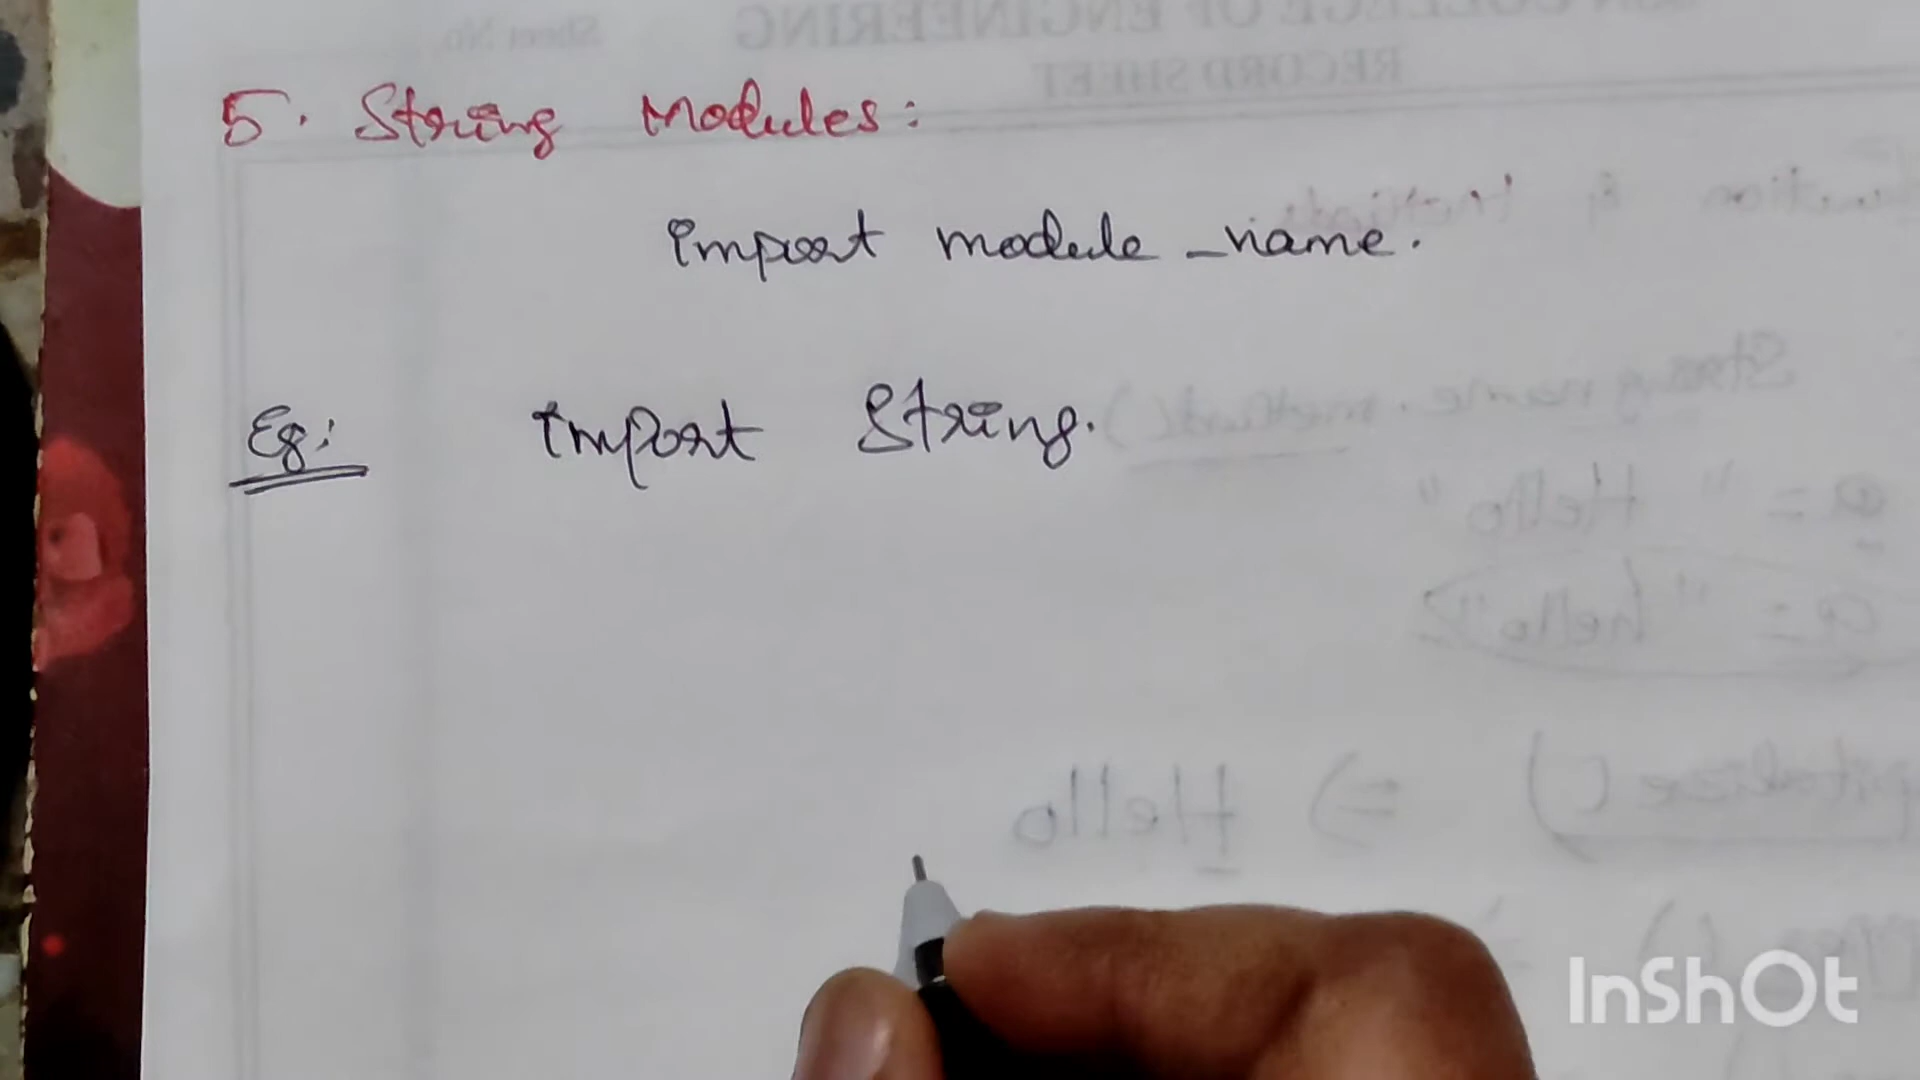 5. String Modules:
import module_name.
Eg: import String.
InShOt